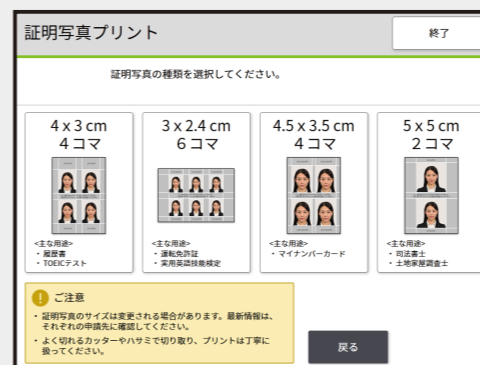 証明写真プリント
終了
証明写真の種類を選択してください。
4 x 3 cm
4コマ
<主な用途>
・ 履歴書
・ TOEICテスト
3 x 2.4 cm
6コマ
<主な用途>
・ 運転免許証
・ 実用英語技能検定
4.5 x 3.5 cm
4コマ
<主な用途>
・ マイナンバーカード
5 x 5 cm
2コマ
<主な用途>
・ 司法書士
・ 土地家屋調査士
! ご注意
・ 証明写真のサイズは変更される場合があります。最新情報は、
それぞれの申請先に確認してください。
・ よく切れるカッターやハサミで切り取り、プリントは丁寧に
扱ってください。
戻る